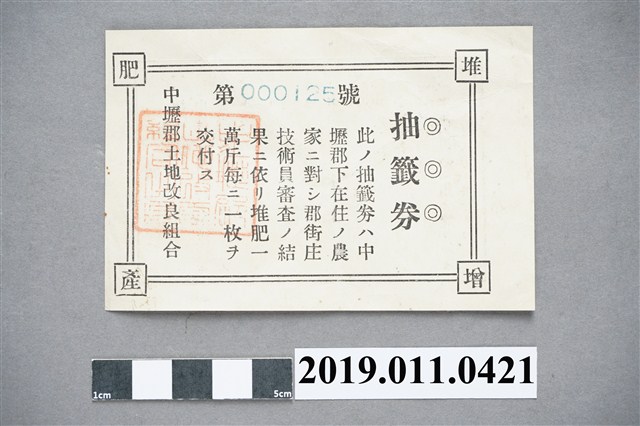 堆
肥
增
產
第000125號
◎抽◎籤◎券
此ノ抽籤券ハ中
壢郡下在住ノ農
家ニ對シ郡街庄
技術員審査ノ結
果ニ依リ堆肥一
萬斤每ニ一枚ヲ
交付ス
中壢郡土地改良組合
1cm
5cm
2019.011.0421